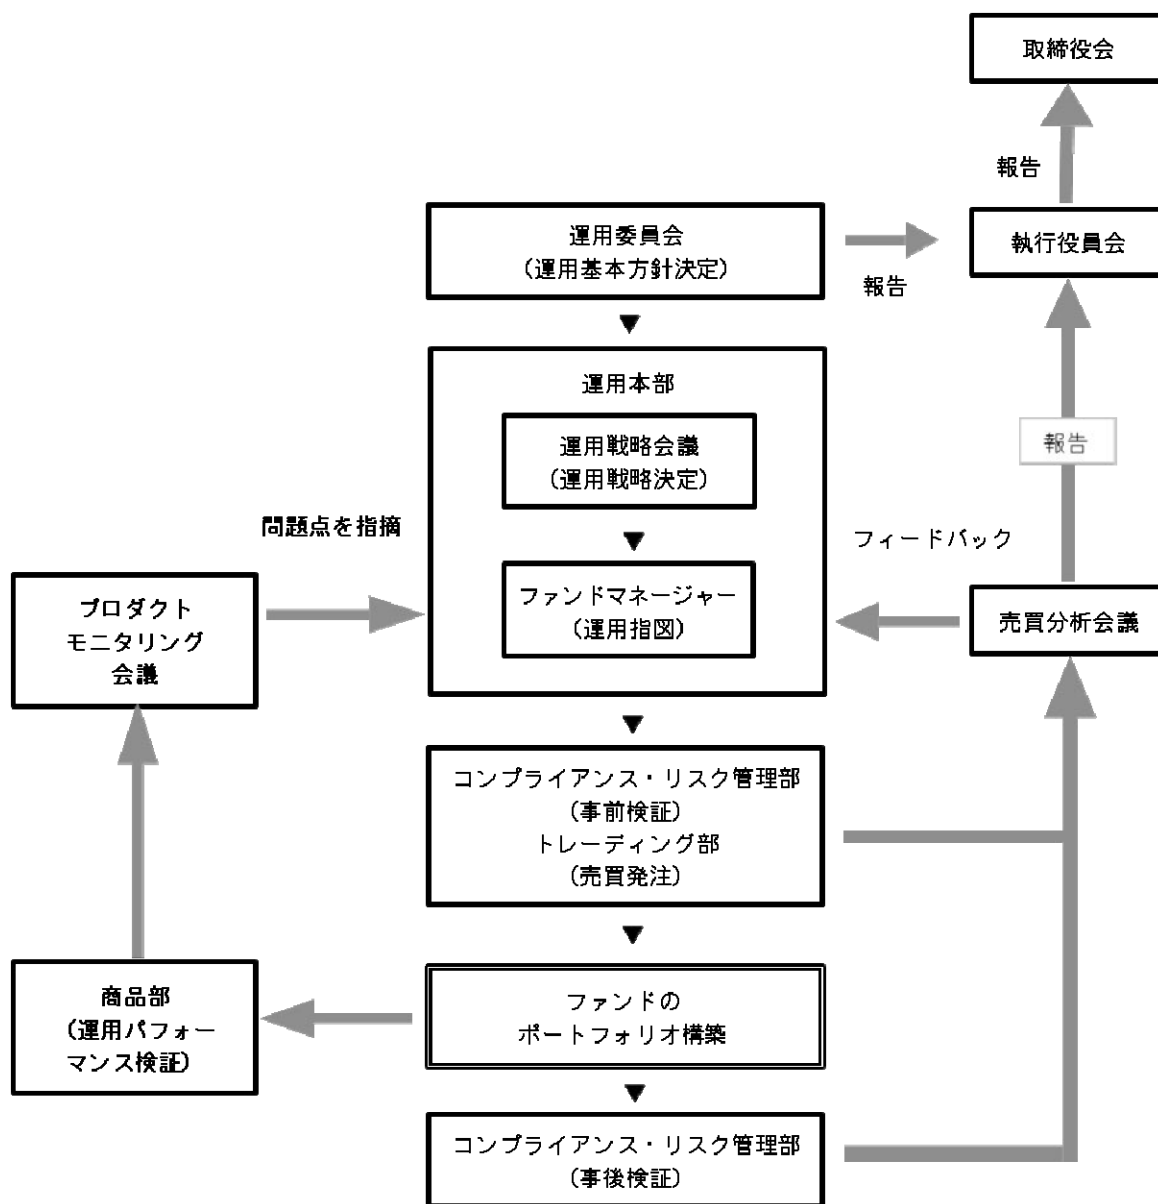 取締役会
報告
運用委員会
(運用基本方針決定)
報告
執行役員会
運用本部
運用戦略会議
(運用戦略決定)
報告
問題点を指摘
フィードバック
プロダクト
モニタリング
会議
ファンドマネージャー
(運用指図)
売買分析会議
コンプライアンス・リスク管理部
(事前検証)
トレーディング部
(売買発注)
商品部
(運用パフォー
マンス検証)
ファンドの
ポートフォリオ構築
コンプライアンス・リスク管理部
(事後検証)